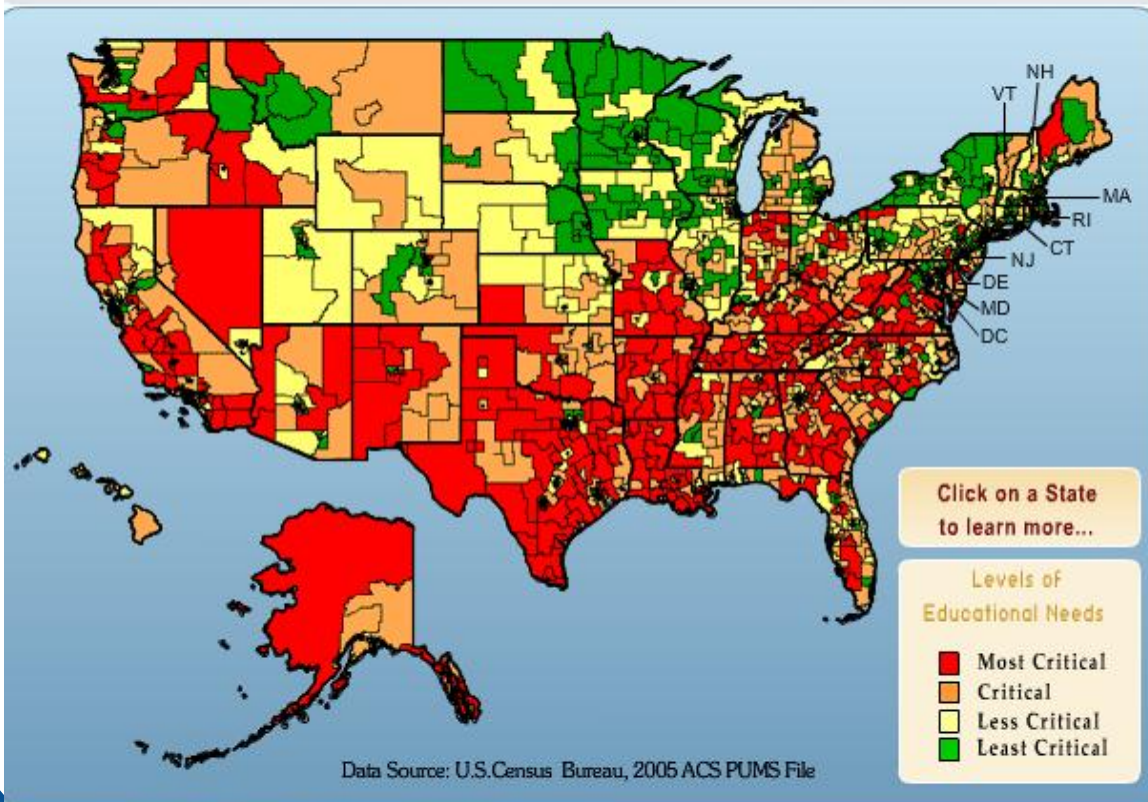 NH
VT
MA
RI
CT
NJ
DE
MD
DC
Click on a State
to learn more...
Levels of
Educational Needs
Most Critical
Critical
Less Critical
Least Critical
Data Source: U.S.Census Bureau, 2005 ACS PUMS File